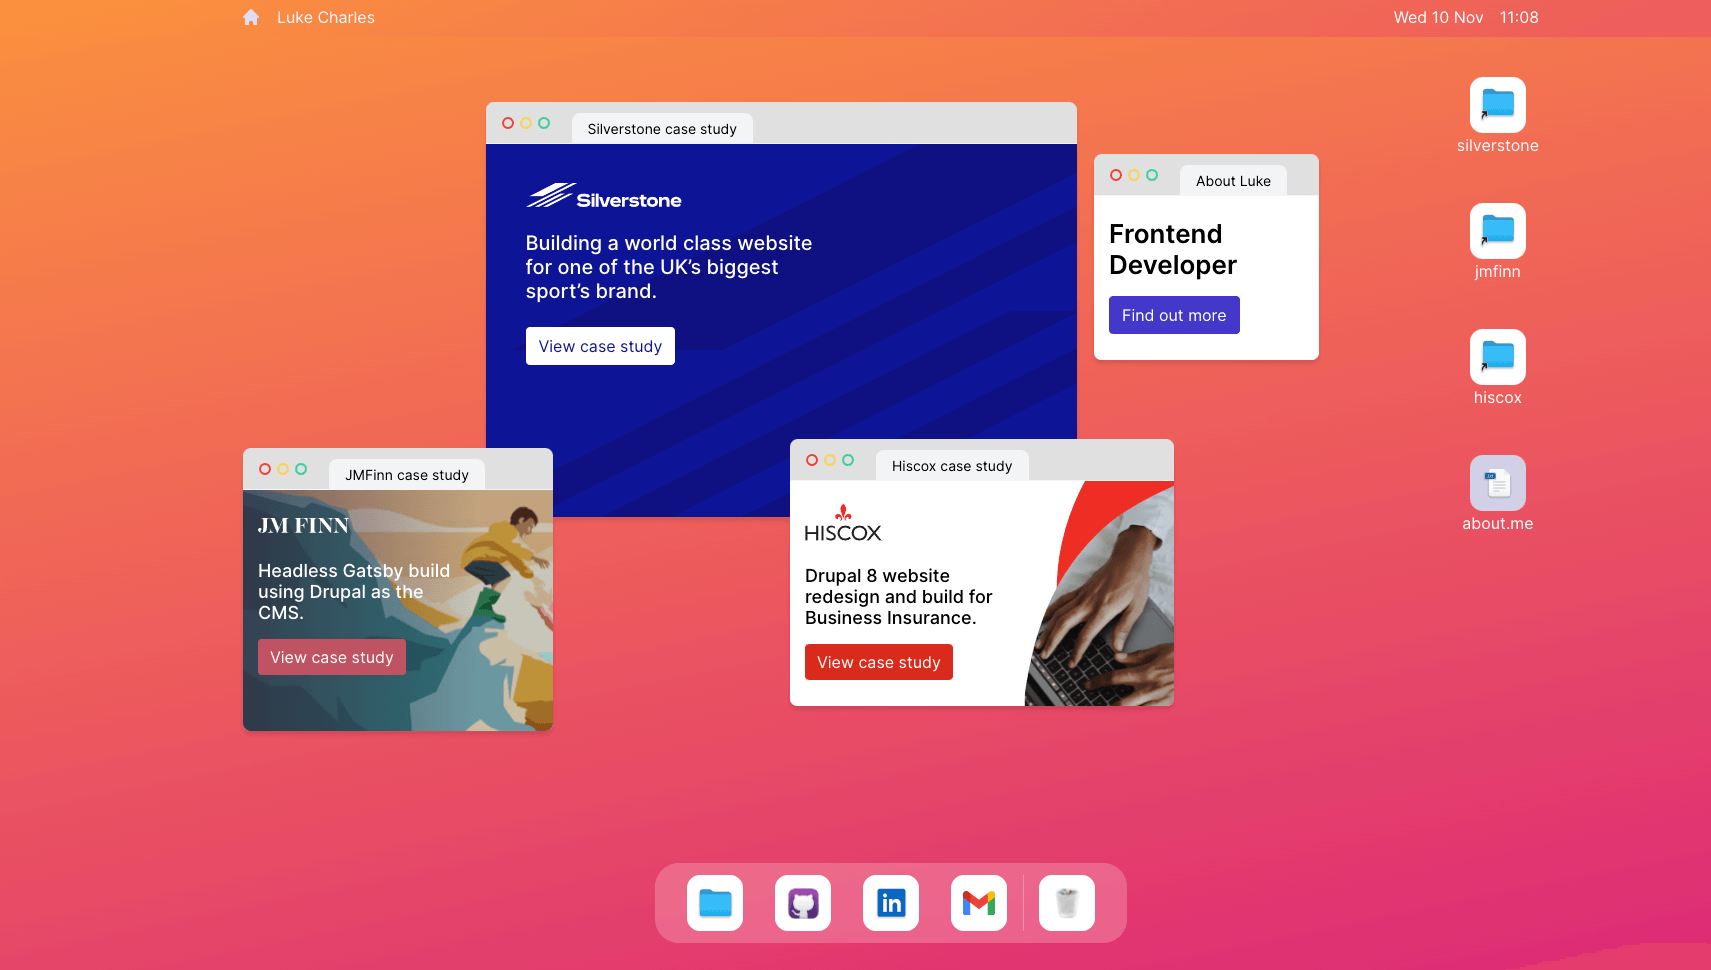 Luke Charles
Wed 10 Nov 11:08
Silverstone case study
Silverstone
Building a world class website
for one of the UK’s biggest
sport’s brand.
View case study
About Luke
Frontend
Developer
Find out more
silverstone
jmfinn
hiscox
about.me
JMFinn case study
JM FINN
Headless Gatsby build
using Drupal as the
CMS.
View case study
Hiscox case study
HISCOX
Drupal 8 website
redesign and build for
Business Insurance.
View case study
in